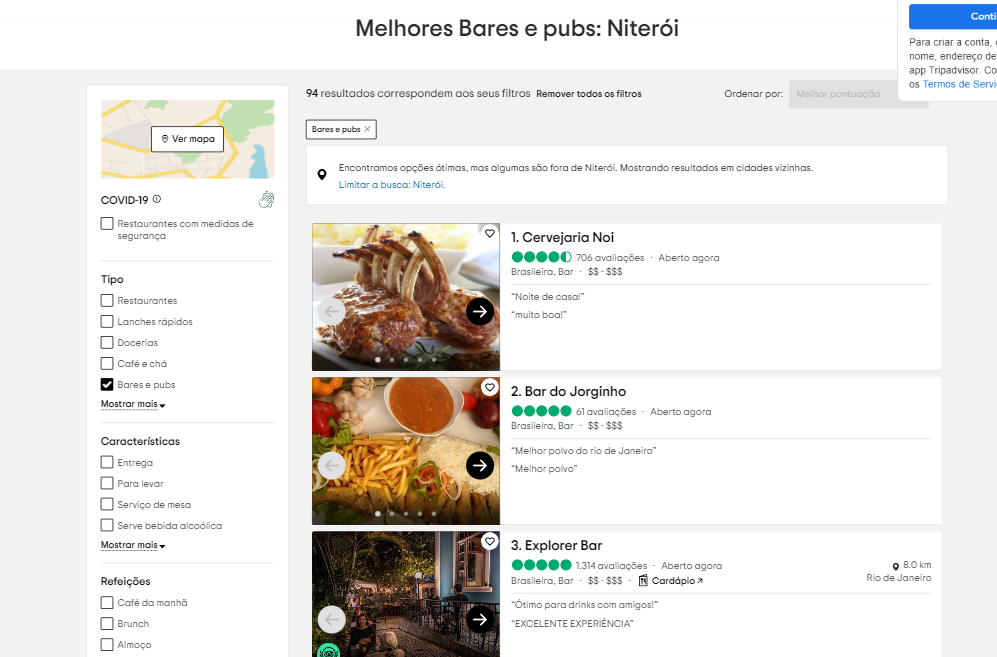 Melhores Bares e pubs: Niterói
Para criar a conta,
nome, endereço de
app Tripadvisor. Co
os Termos de Servi
94 resultados correspondem aos seus filtros Remover todos os filtros
Ordenar por: Melhor pontuação
Bares e pubs
Encontramos opções ótimas, mas algumas são fora de Niterói. Mostrando resultados em cidades vizinhas.
Limitar a busca: Niterói.
Ver mapa
COVID-19
Restaurantes com medidas de
segurança
Tipo
Restaurantes
Lanches rápidos
Docerias
Café e chá
Bares e pubs
Mostrar mais
Características
Entrega
Para levar
Serviço de mesa
Serve bebida alcoólica
Mostrar mais
Refeições
Café da manhã
Brunch
Almoço
1. Cervejaria Noi
706 avaliações · Aberto agora
Brasileira, Bar · $$ - $$$
“Noite de casal”
“muito boa!”
2. Bar do Jorginho
61 avaliações · Aberto agora
Brasileira, Bar · $$ - $$$
“Melhor polvo do rio de Janeiro”
“Melhor polvo”
3. Explorer Bar
1.314 avaliações · Aberto agora
Brasileira, Bar · $$ - $$$ · Cardápio
8.0 km
Rio de Janeiro
“Ótimo para drinks com amigos!”
“EXCELENTE EXPERIÊNCIA”